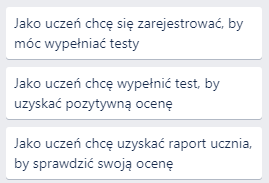 Jako uczeń chcę się zarejestrować, by
móc wypełniać testy
Jako uczeń chcę wypełnić test, by
uzyskać pozytywną ocenę
Jako uczeń chcę uzyskać raport ucznia,
by sprawdzić swoją ocenę